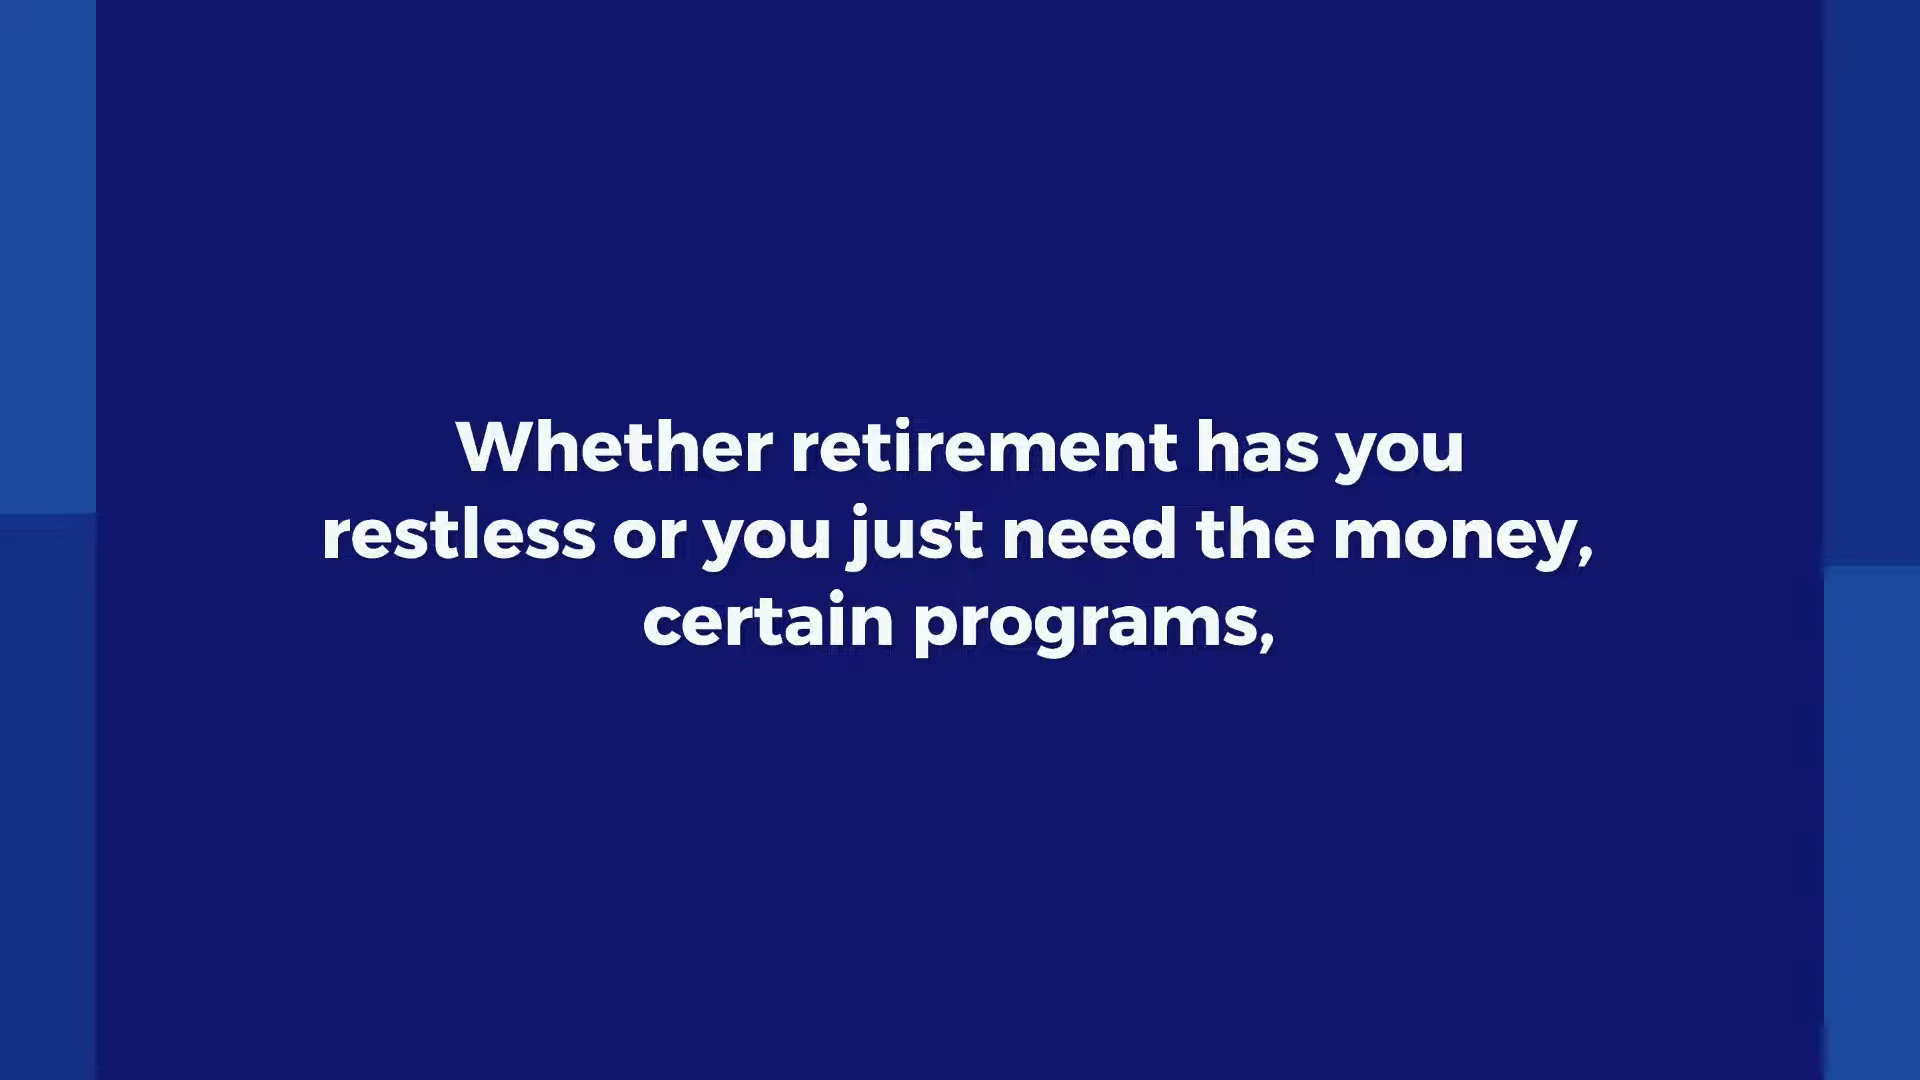 Whether retirement has you
restless or you just need the money,
certain programs,